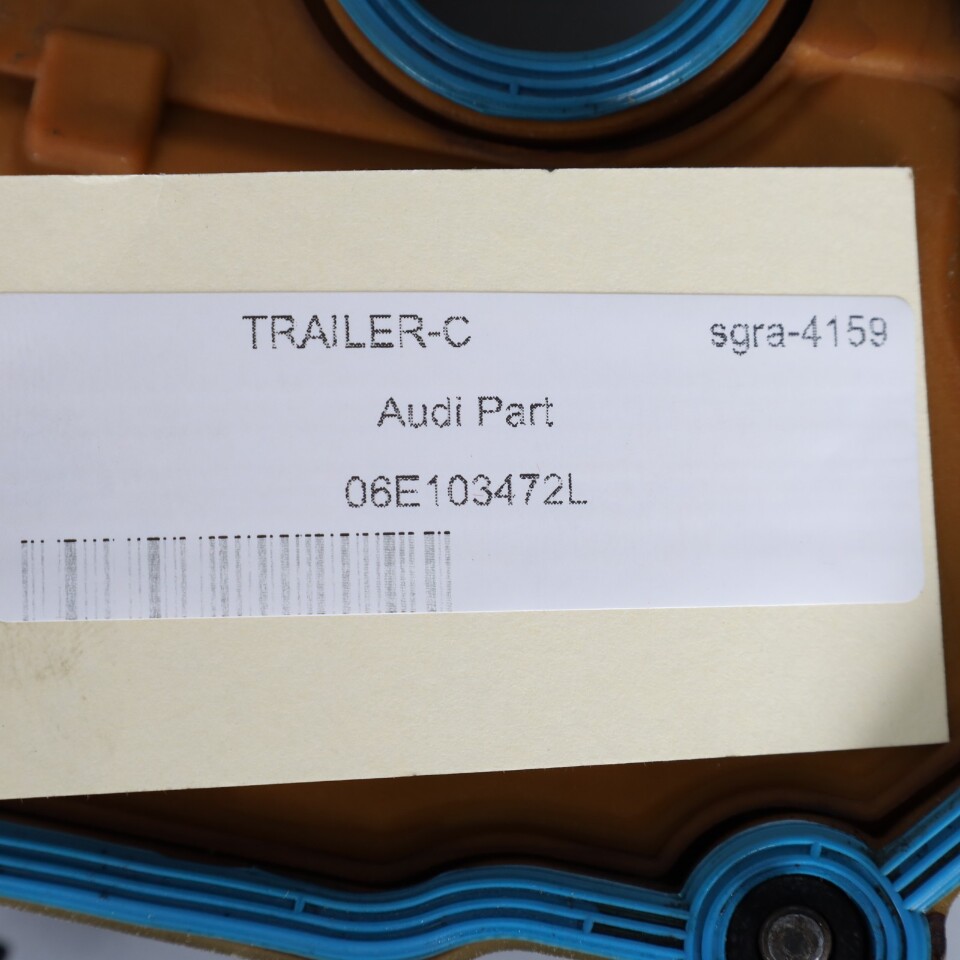 TRAILER-C sgra-4159
Audi Part
06E103472L